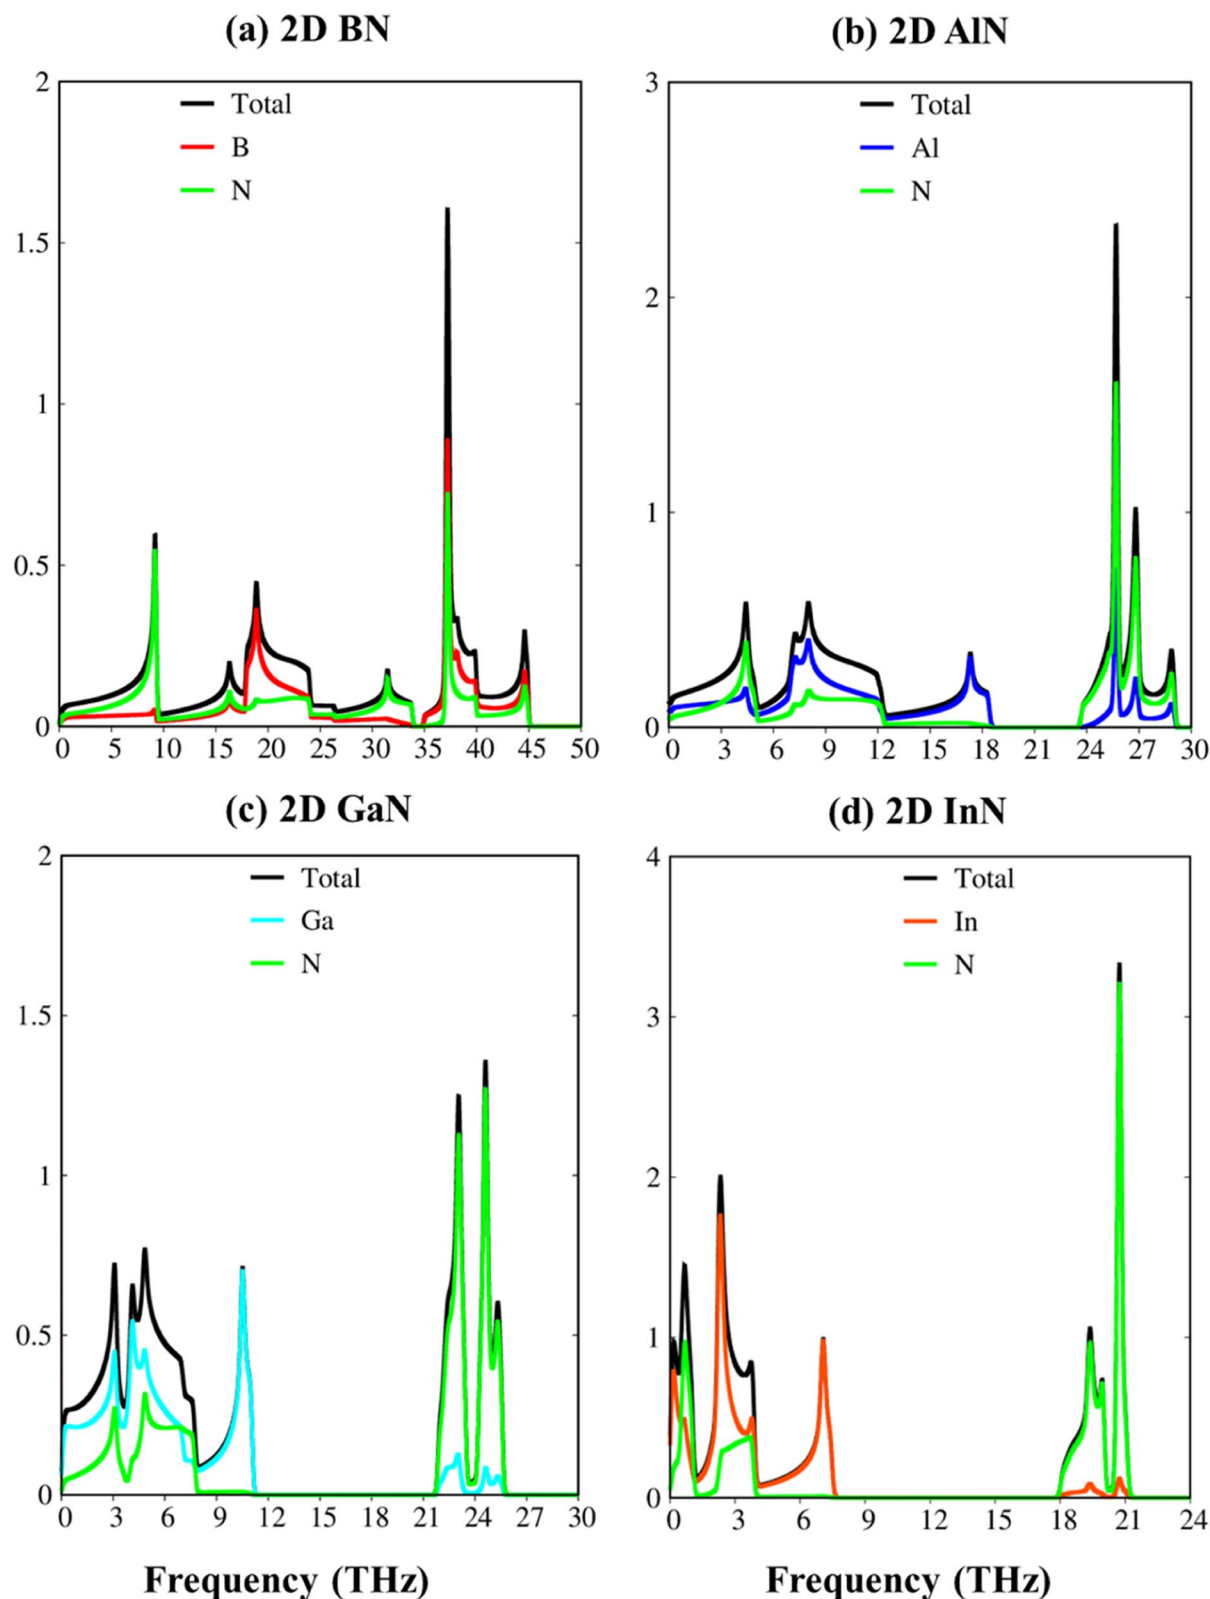 (a) 2D BN
2
1.5
1
0.5
0
Total
B
N
0 5 10 15 20 25 30 35 40 45 50
(b) 2D AlN
3
2
1
0
Total
Al
N
0 3 6 9 12 15 18 21 24 27 30
(c) 2D GaN
2
1.5
1
0.5
0
Total
Ga
N
0 3 6 9 12 15 18 21 24 27 30
Frequency (THz)
(d) 2D InN
4
3
2
1
0
Total
In
N
0 3 6 9 12 15 18 21 24
Frequency (THz)